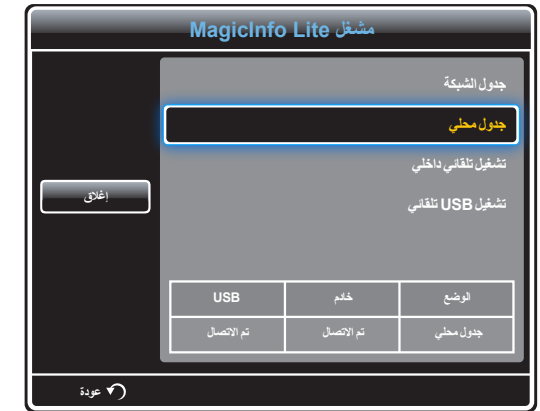 مشغل MagicInfo Lite
جدول الشبكة
جدول محلي
تشغيل تلقائي داخلي
تشغيل USB تلقائي
إغلاق
الوضع خادم USB
جدول محلي تم الاتصال تم الاتصال
عودة